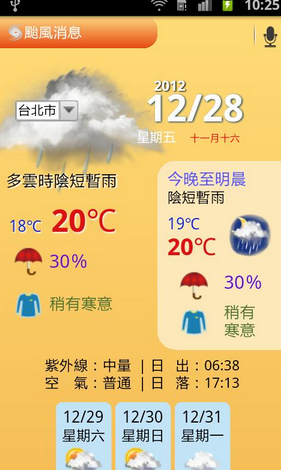 10:25
颱風消息
台北市
2012
12/28
星期五
十一月十六
多雲時陰短暫雨
18℃ 20℃
30%
稍有寒意
今晚至明晨
陰短暫雨
19℃
20℃
30%
稍有
寒意
紫外線：中量 | 日 出：06:38
空 氣：普通 | 日 落：17:13
12/29
星期六
12/30
星期日
12/31
星期一